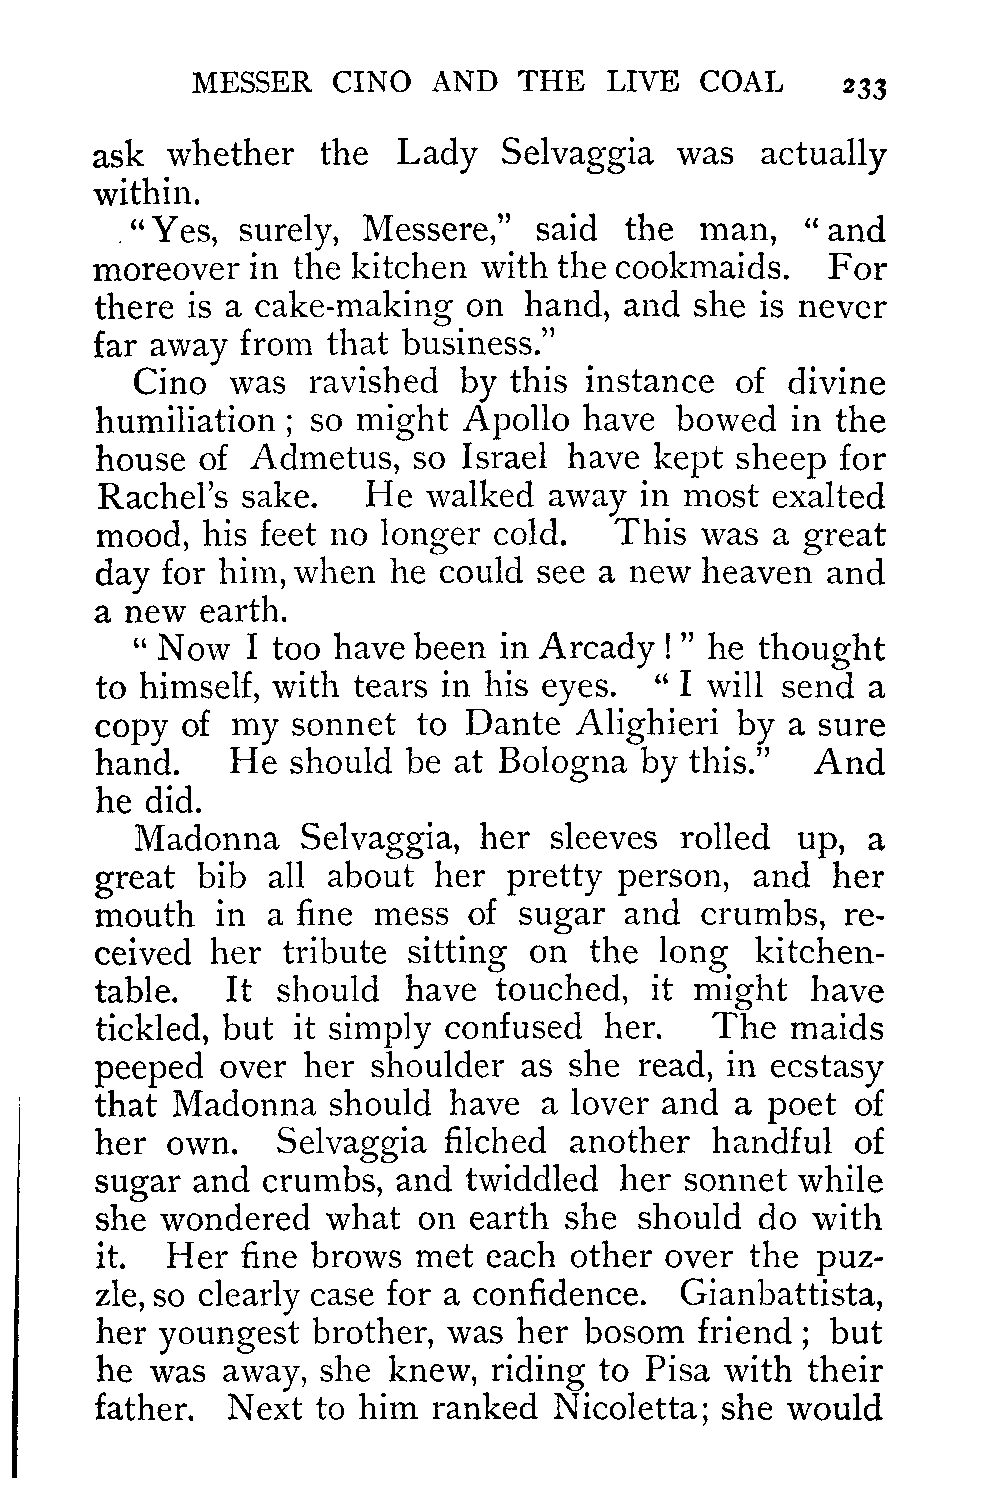 MESSER CINO AND THE LIVE COAL 233
ask whether the Lady Selvaggia was actually
within.
“Yes, surely, Messere,” said the man, “and
moreover in the kitchen with the cookmaids. For
there is a cake-making on hand, and she is never
far away from that business.”
Cino was ravished by this instance of divine
humiliation ; so might Apollo have bowed in the
house of Admetus, so Israel have kept sheep for
Rachel’s sake. He walked away in most exalted
mood, his feet no longer cold. This was a great
day for him, when he could see a new heaven and
a new earth.
“ Now I too have been in Arcady ! ” he thought
to himself, with tears in his eyes. “ I will send a
copy of my sonnet to Dante Alighieri by a sure
hand. He should be at Bologna by this.” And
he did.
Madonna Selvaggia, her sleeves rolled up, a
great bib all about her pretty person, and her
mouth in a fine mess of sugar and crumbs, re-
ceived her tribute sitting on the long kitchen-
table. It should have touched, it might have
tickled, but it simply confused her. The maids
peeped over her shoulder as she read, in ecstasy
that Madonna should have a lover and a poet of
her own. Selvaggia filched another handful of
sugar and crumbs, and twiddled her sonnet while
she wondered what on earth she should do with
it. Her fine brows met each other over the puz-
zle, so clearly case for a confidence. Gianbattista,
her youngest brother, was her bosom friend ; but
he was away, she knew, riding to Pisa with their
father. Next to him ranked Nicoletta; she would